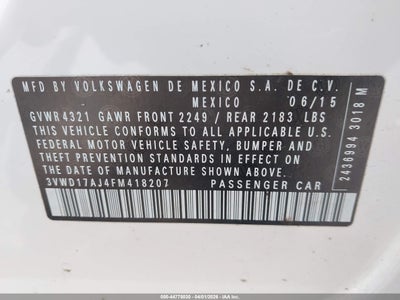 MFD BY VOLKSWAGEN DE MEXICO S.A. DE C.V.
MEXICO 06/15
GVWR 4321 GAWR FRONT 2249 / REAR 2183 LBS
THIS VEHICLE CONFORMS TO ALL APPLICABLE U.S.
FEDERAL MOTOR VEHICLE SAFETY, BUMPER AND
THEFT PREVENTION STANDARDS IN EFFECT ON
THE DATE OF MANUFACTURE SHOWN ABOVE.
3VWD17AJ4FM418207 PASSENGER CAR
2436994 3018 M